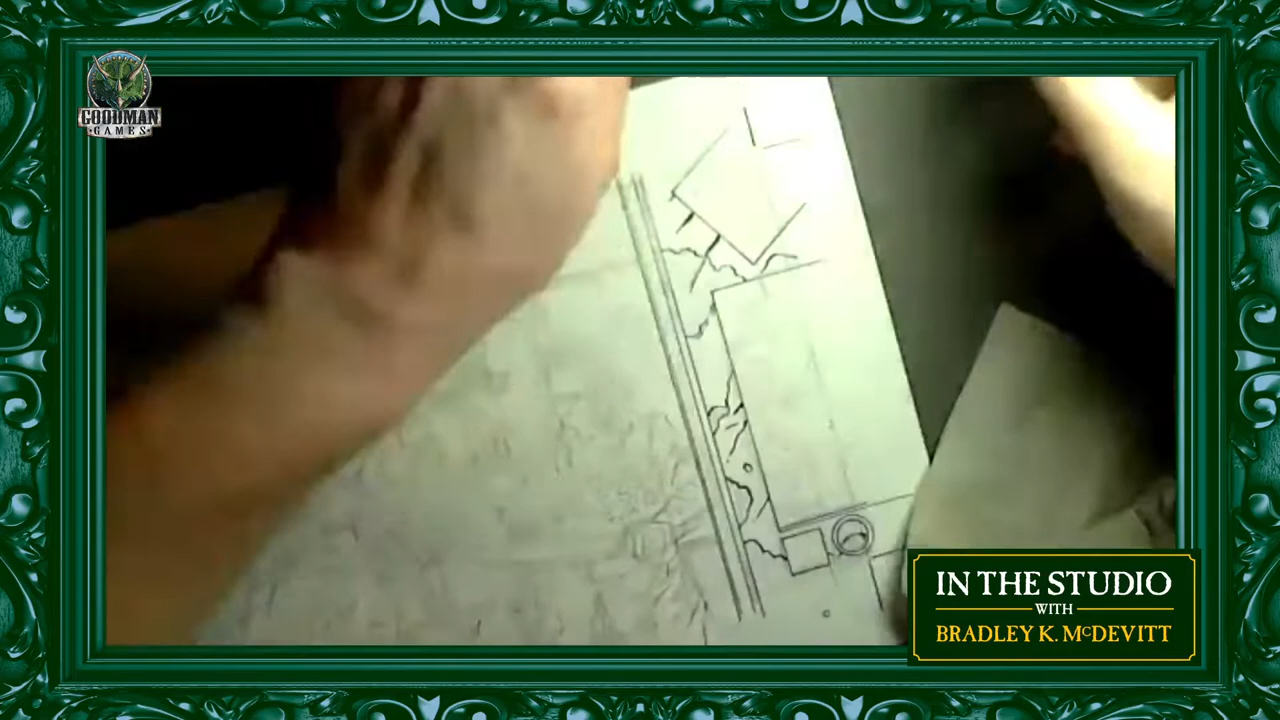 GOODMAN
GAMES
IN THE STUDIO
WITH
BRADLEY K. McDEVITT